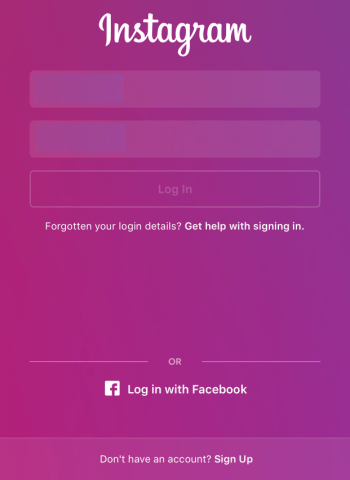 Instagram
Log In
Forgotten your login details? Get help with signing in.
OR
Log in with Facebook
Don't have an account? Sign Up